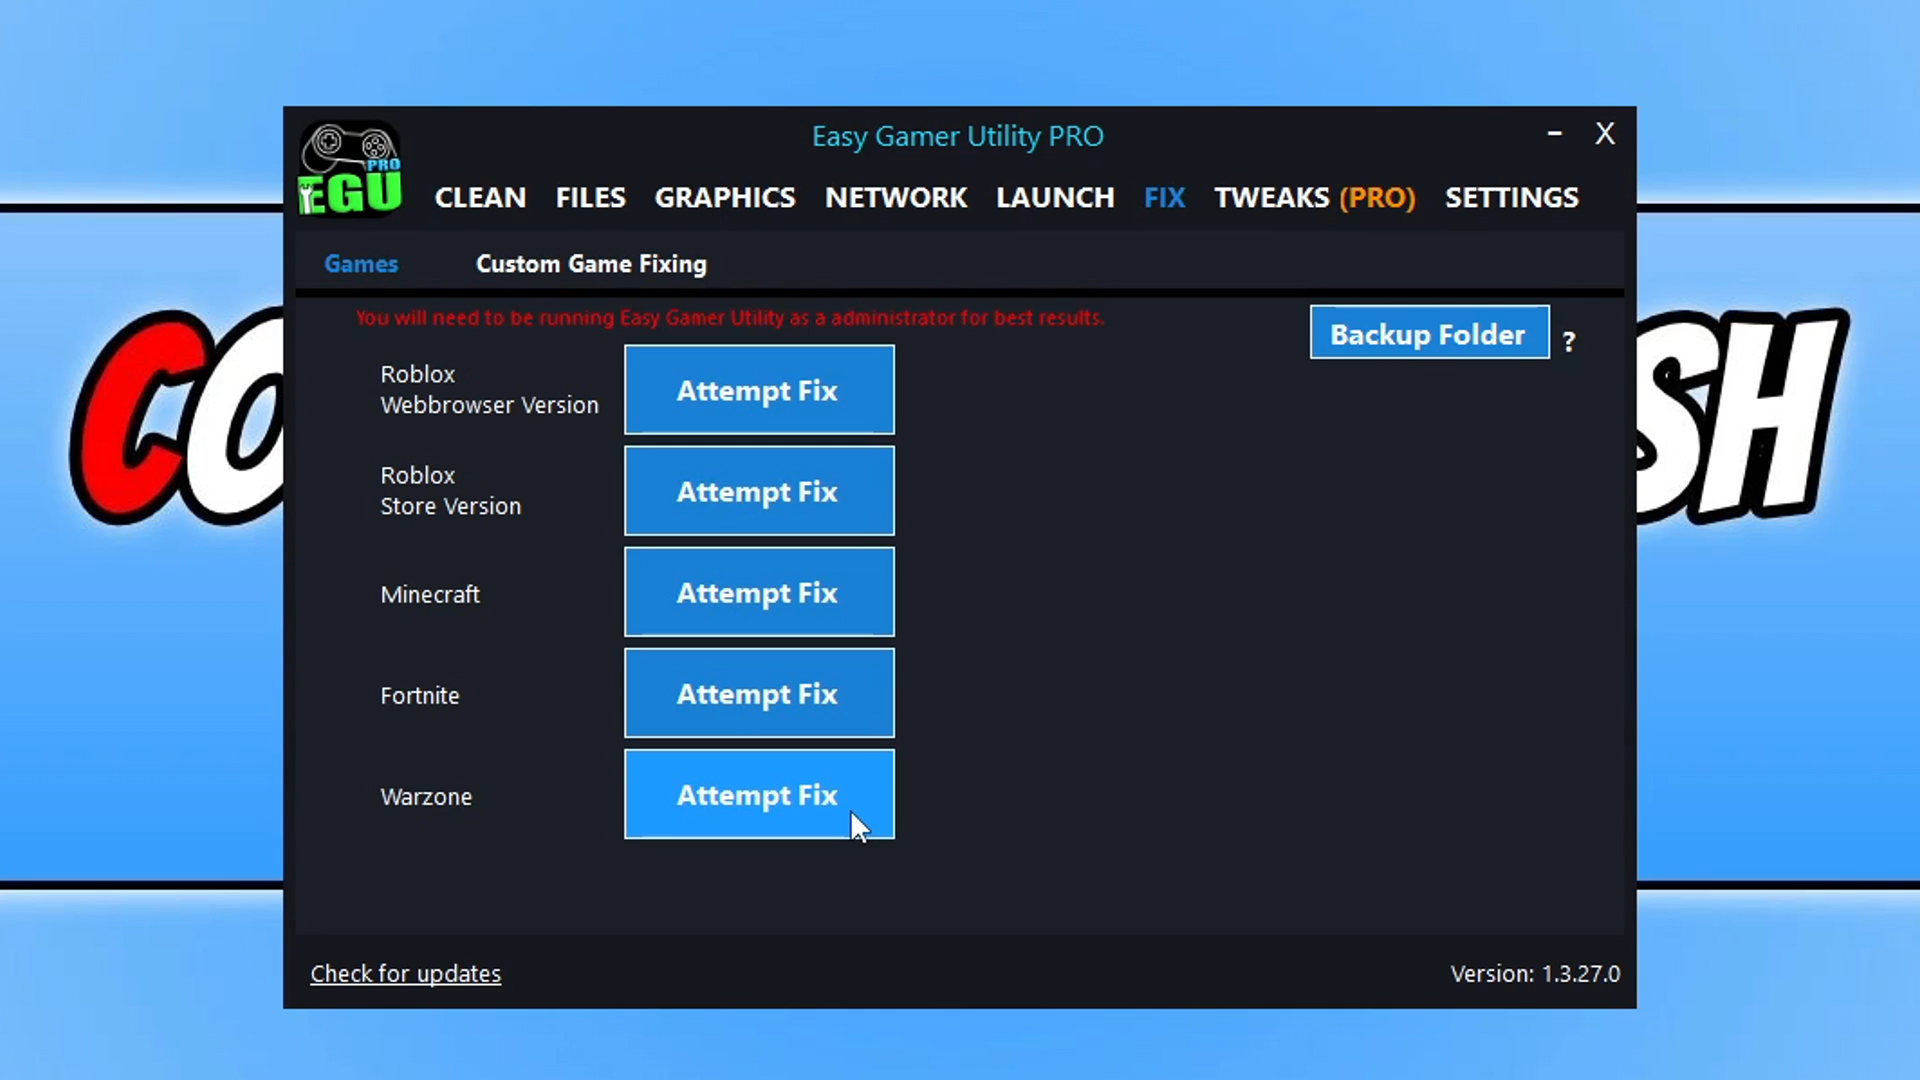 Easy Gamer Utility PRO
– X
PRO
EGU
CLEAN FILES GRAPHICS NETWORK LAUNCH FIX TWEAKS (PRO) SETTINGS
Games Custom Game Fixing
You will need to be running Easy Gamer Utility as a administrator for best results.
Backup Folder ?
Roblox
Webbrowser Version
Attempt Fix
Roblox
Store Version
Attempt Fix
Minecraft
Attempt Fix
Fortnite
Attempt Fix
Warzone
Attempt Fix
CO
SH
Check for updates
Version: 1.3.27.0